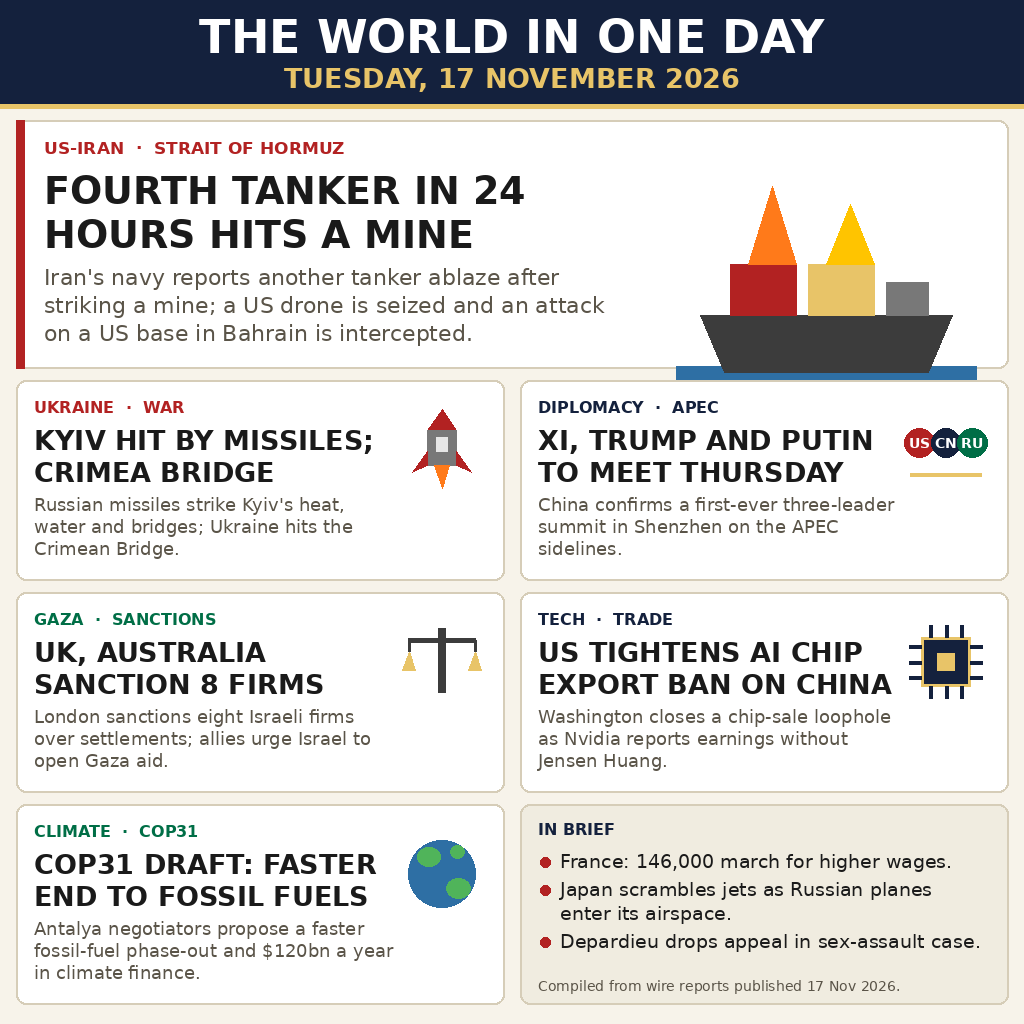 THE WORLD IN ONE DAY
TUESDAY, 17 NOVEMBER 2026
US-IRAN · STRAIT OF HORMUZ
FOURTH TANKER IN 24
HOURS HITS A MINE
Iran's navy reports another tanker ablaze after
striking a mine; a US drone is seized and an attack
on a US base in Bahrain is intercepted.
UKRAINE · WAR
KYIV HIT BY MISSILES;
CRIMEA BRIDGE
Russian missiles strike Kyiv's heat,
water and bridges; Ukraine hits the
Crimean Bridge.
DIPLOMACY · APEC
XI, TRUMP AND PUTIN
TO MEET THURSDAY
China confirms a first-ever three-leader
summit in Shenzhen on the APEC
sidelines.
US CN RU
GAZA · SANCTIONS
UK, AUSTRALIA
SANCTION 8 FIRMS
London sanctions eight Israeli firms
over settlements; allies urge Israel to
open Gaza aid.
TECH · TRADE
US TIGHTENS AI CHIP
EXPORT BAN ON CHINA
Washington closes a chip-sale loophole
as Nvidia reports earnings without
Jensen Huang.
CLIMATE · COP31
COP31 DRAFT: FASTER
END TO FOSSIL FUELS
Antalya negotiators propose a faster
fossil-fuel phase-out and $120bn a year
in climate finance.
IN BRIEF
France: 146,000 march for higher wages.
Japan scrambles jets as Russian planes
enter its airspace.
Depardieu drops appeal in sex-assault case.
Compiled from wire reports published 17 Nov 2026.